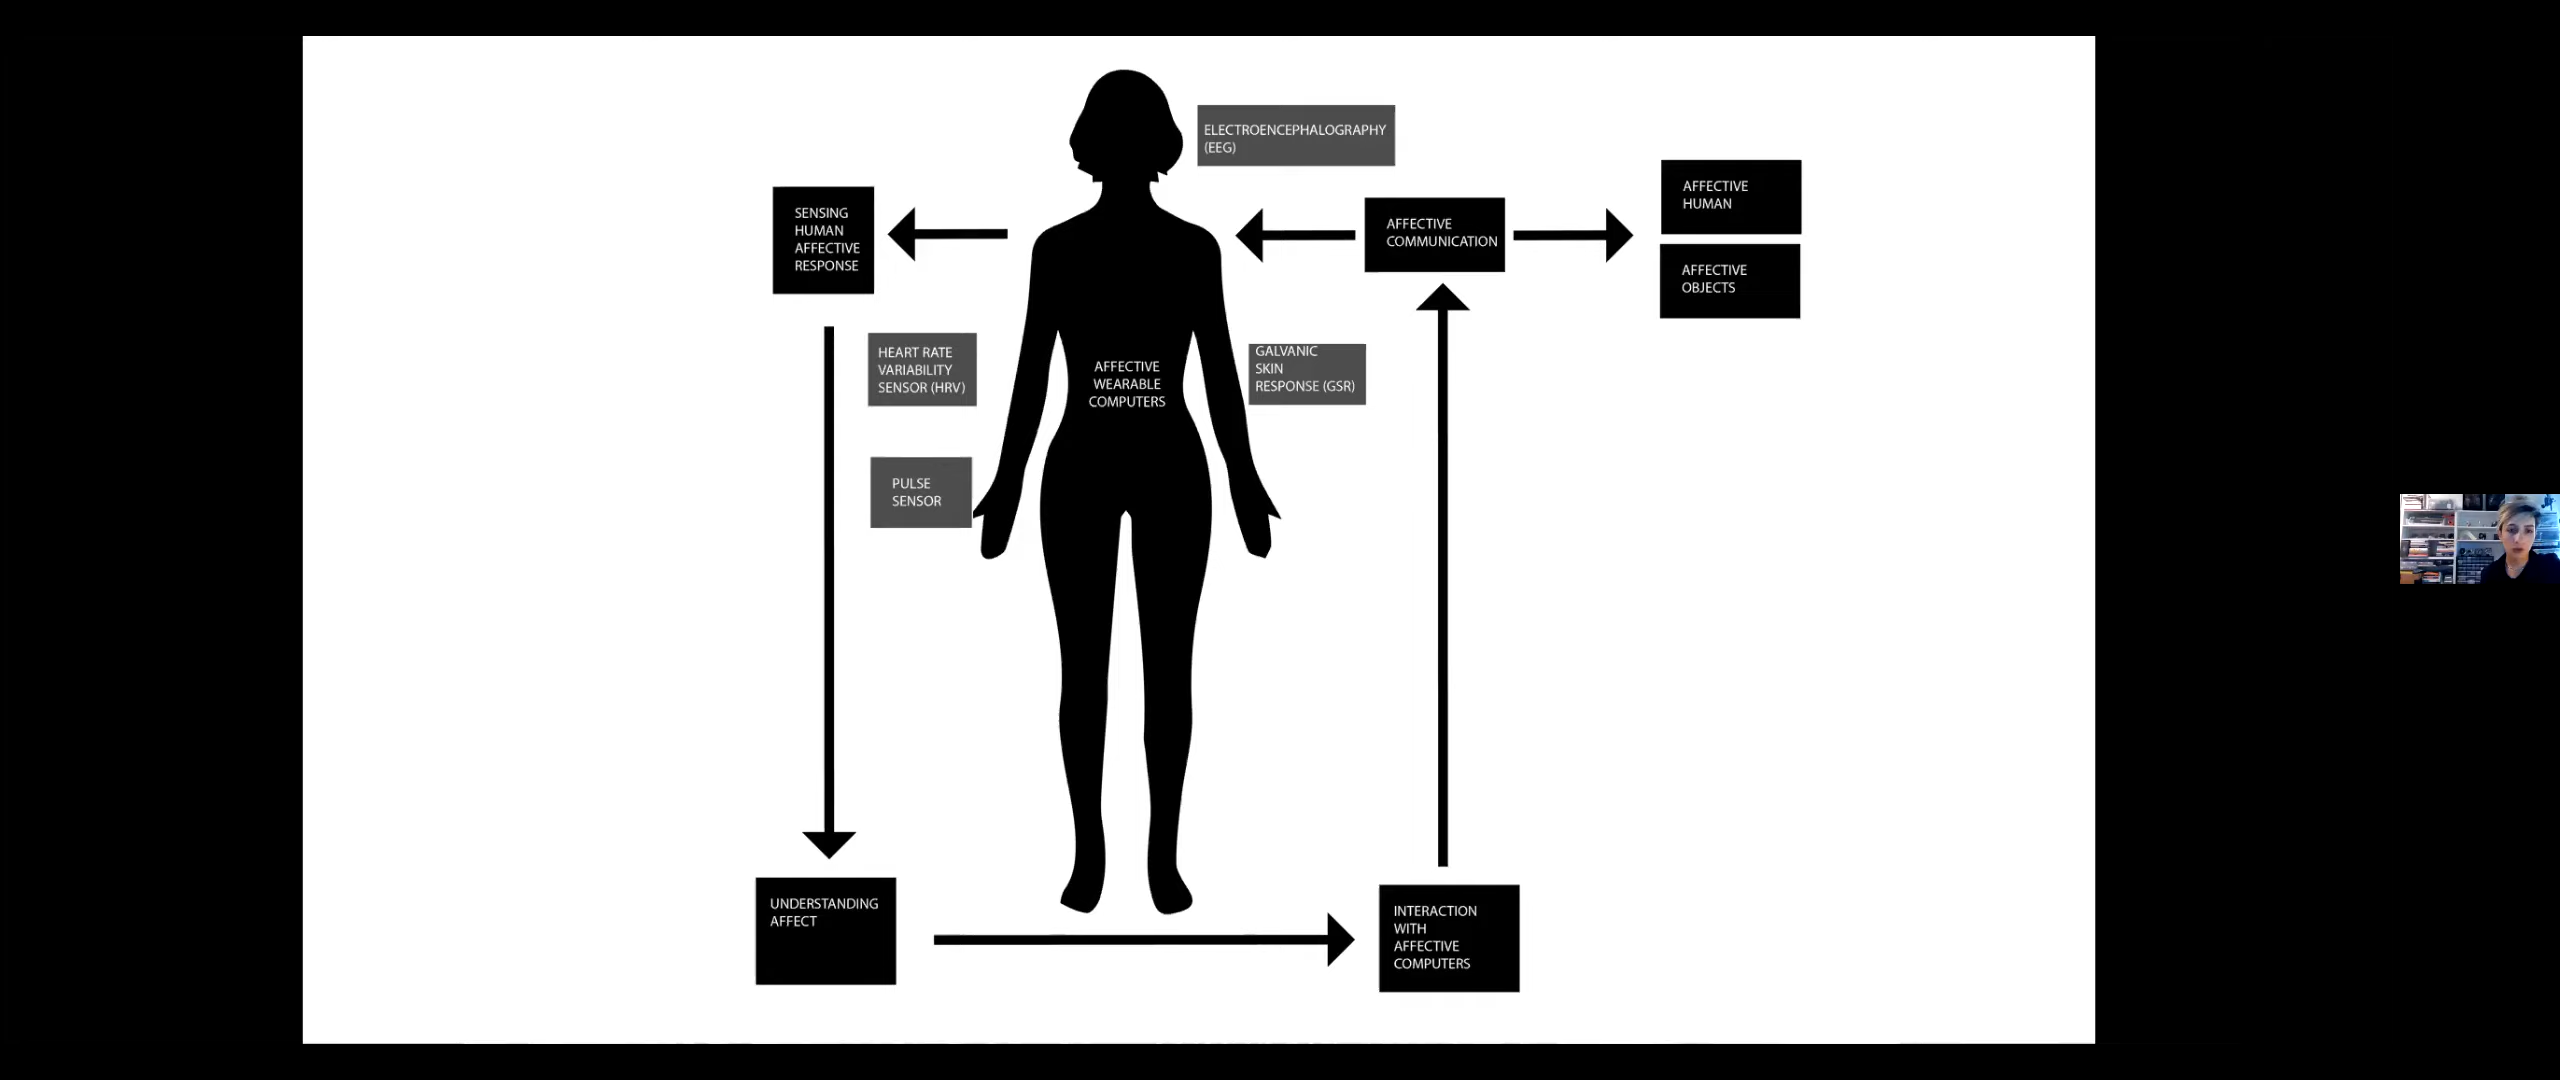 ELECTROENCEPHALOGRAPHY
(EEG)
SENSING
HUMAN
AFFECTIVE
RESPONSE
AFFECTIVE
COMMUNICATION
AFFECTIVE
HUMAN
AFFECTIVE
OBJECTS
HEART RATE
VARIABILITY
SENSOR (HRV)
AFFECTIVE
WEARABLE
COMPUTERS
GALVANIC
SKIN
RESPONSE (GSR)
PULSE
SENSOR
UNDERSTANDING
AFFECT
INTERACTION
WITH
AFFECTIVE
COMPUTERS